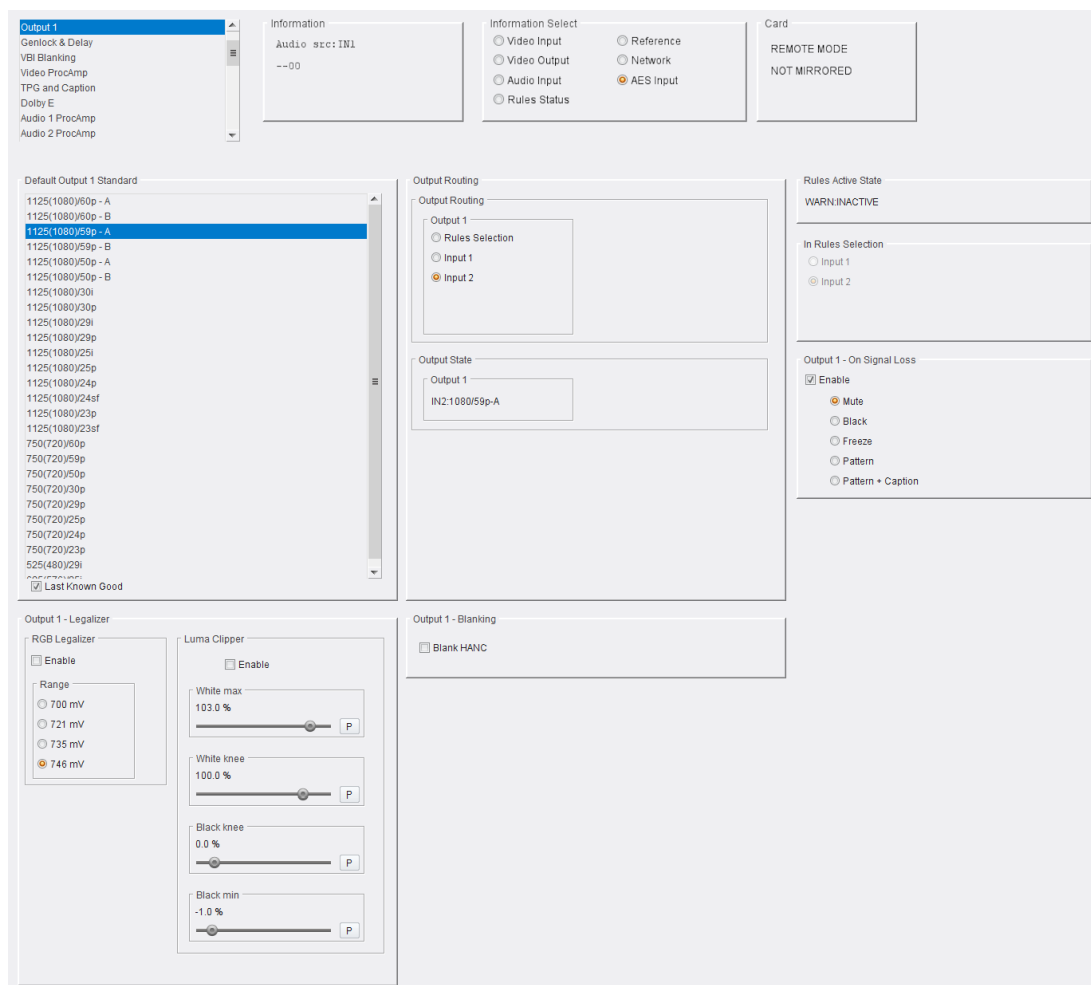 Output 1
Genlock & Delay
VBI Blanking
Video ProcAmp
TPG and Caption
Dolby E
Audio 1 ProcAmp
Audio 2 ProcAmp
Information
Audio src:IN1
--00
Information Select
Video Input
Video Output
Audio Input
Rules Status
Reference
Network
AES Input
Card
REMOTE MODE
NOT MIRRORED
Default Output 1 Standard
1125(1080)/60p - A
1125(1080)/60p - B
1125(1080)/59p - A
1125(1080)/59p - B
1125(1080)/50p - A
1125(1080)/50p - B
1125(1080)/30i
1125(1080)/30p
1125(1080)/29i
1125(1080)/29p
1125(1080)/25i
1125(1080)/25p
1125(1080)/24p
1125(1080)/24sf
1125(1080)/23p
1125(1080)/23sf
750(720)/60p
750(720)/59p
750(720)/50p
750(720)/30p
750(720)/29p
750(720)/25p
750(720)/24p
750(720)/23p
525(480)/29i
Last Known Good
Output Routing
Output Routing
Output 1
Rules Selection
Input 1
Input 2
Output State
Output 1
IN2:1080/59p-A
Rules Active State
WARN:INACTIVE
In Rules Selection
Input 1
Input 2
Output 1 - On Signal Loss
Enable
Mute
Black
Freeze
Pattern
Pattern + Caption
Output 1 - Legalizer
RGB Legalizer
Enable
Range
700 mV
721 mV
735 mV
746 mV
Luma Clipper
Enable
White max
103.0 %
P
White knee
100.0 %
P
Black knee
0.0 %
P
Black min
-1.0 %
P
Output 1 - Blanking
Blank HANC